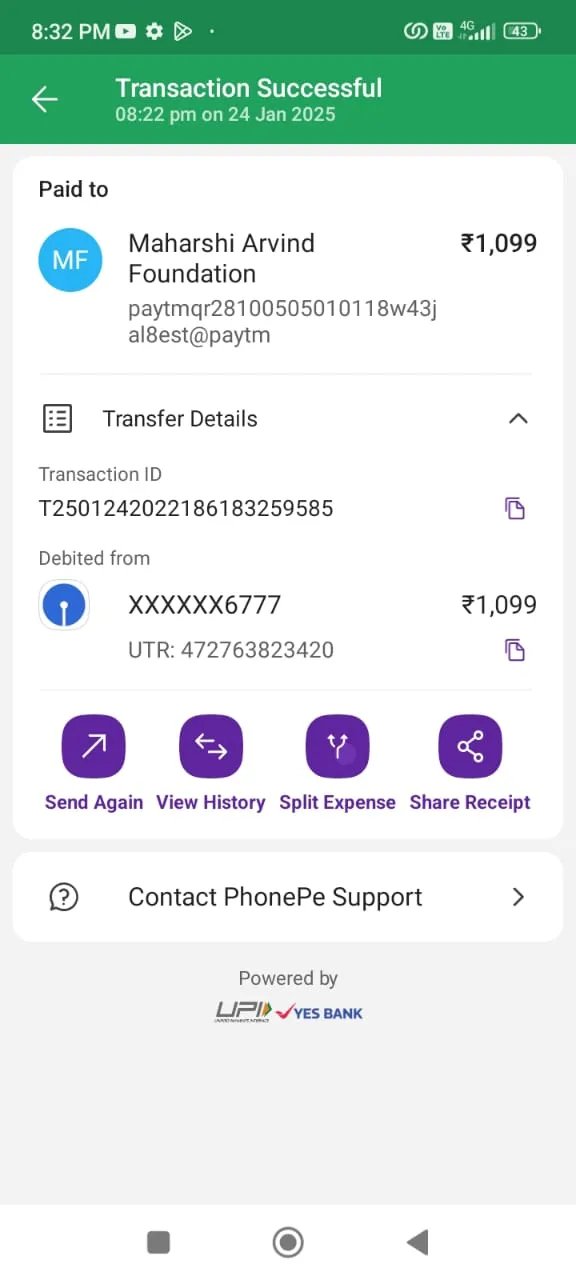 8:32 PM
Vo LTE 4G 43
Transaction Successful
08:22 pm on 24 Jan 2025
Paid to
MF
Maharshi Arvind ₹1,099
Foundation
paytmqr28100505010118w43j
al8est@paytm
Transfer Details
Transaction ID
T2501242022186183259585
Debited from
XXXXXX6777 ₹1,099
UTR: 472763823420
Send Again View History Split Expense Share Receipt
Contact PhonePe Support
Powered by
UPI YES BANK